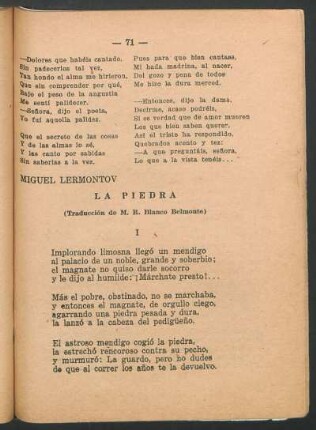 — 71 —
—Dolores que habéis cantado,
Sin padecerlos tal vez,
Tan hondo el alma me hirieron.
Que sin comprender por qué,
Bajo el peso de la angustia
Me sentí palidecer.
—Señora, dijo el poeta,
Yo fuí aquella palidez.
Que el secreto de las cosas
Y de las almas lo sé,
Y las canto por sabidas
Sin saberlas a la vez.
Pues para que bien cantase,
Mi hada madrina, al nacer,
Del gozo y pena de todos
Me hizo la dura merced.
—Entonces, dijo la dama,
Decirme, acaso podréis,
Si es verdad que de amor mueren
Los que bien saben querer.
Así el triste ha respondido,
Quebrados acento y tez:
—A que preguntáis, señora,
Lo que a la vista tenéis...
MIGUEL LERMONTOV
LA PIEDRA
(Traducción de M. R. Blanco Belmonte)
I
Implorando limosna llegó un mendigo
al palacio de un noble, grande y soberbio;
el magnate no quiso darle socorro
y le dijo al humilde: ¡Márchate presto!...
Más el pobre, obstinado, no se marchaba,
y entonces el magnate, de orgullo ciego,
agarrando una piedra pesada y dura,
la lanzó a la cabeza del pedigüeño.
El astroso mendigo cogió la piedra,
la estrechó rencoroso contra su pecho,
y murmuró: La guardo, pero no dudes
de que al correr los años te la devuelvo.